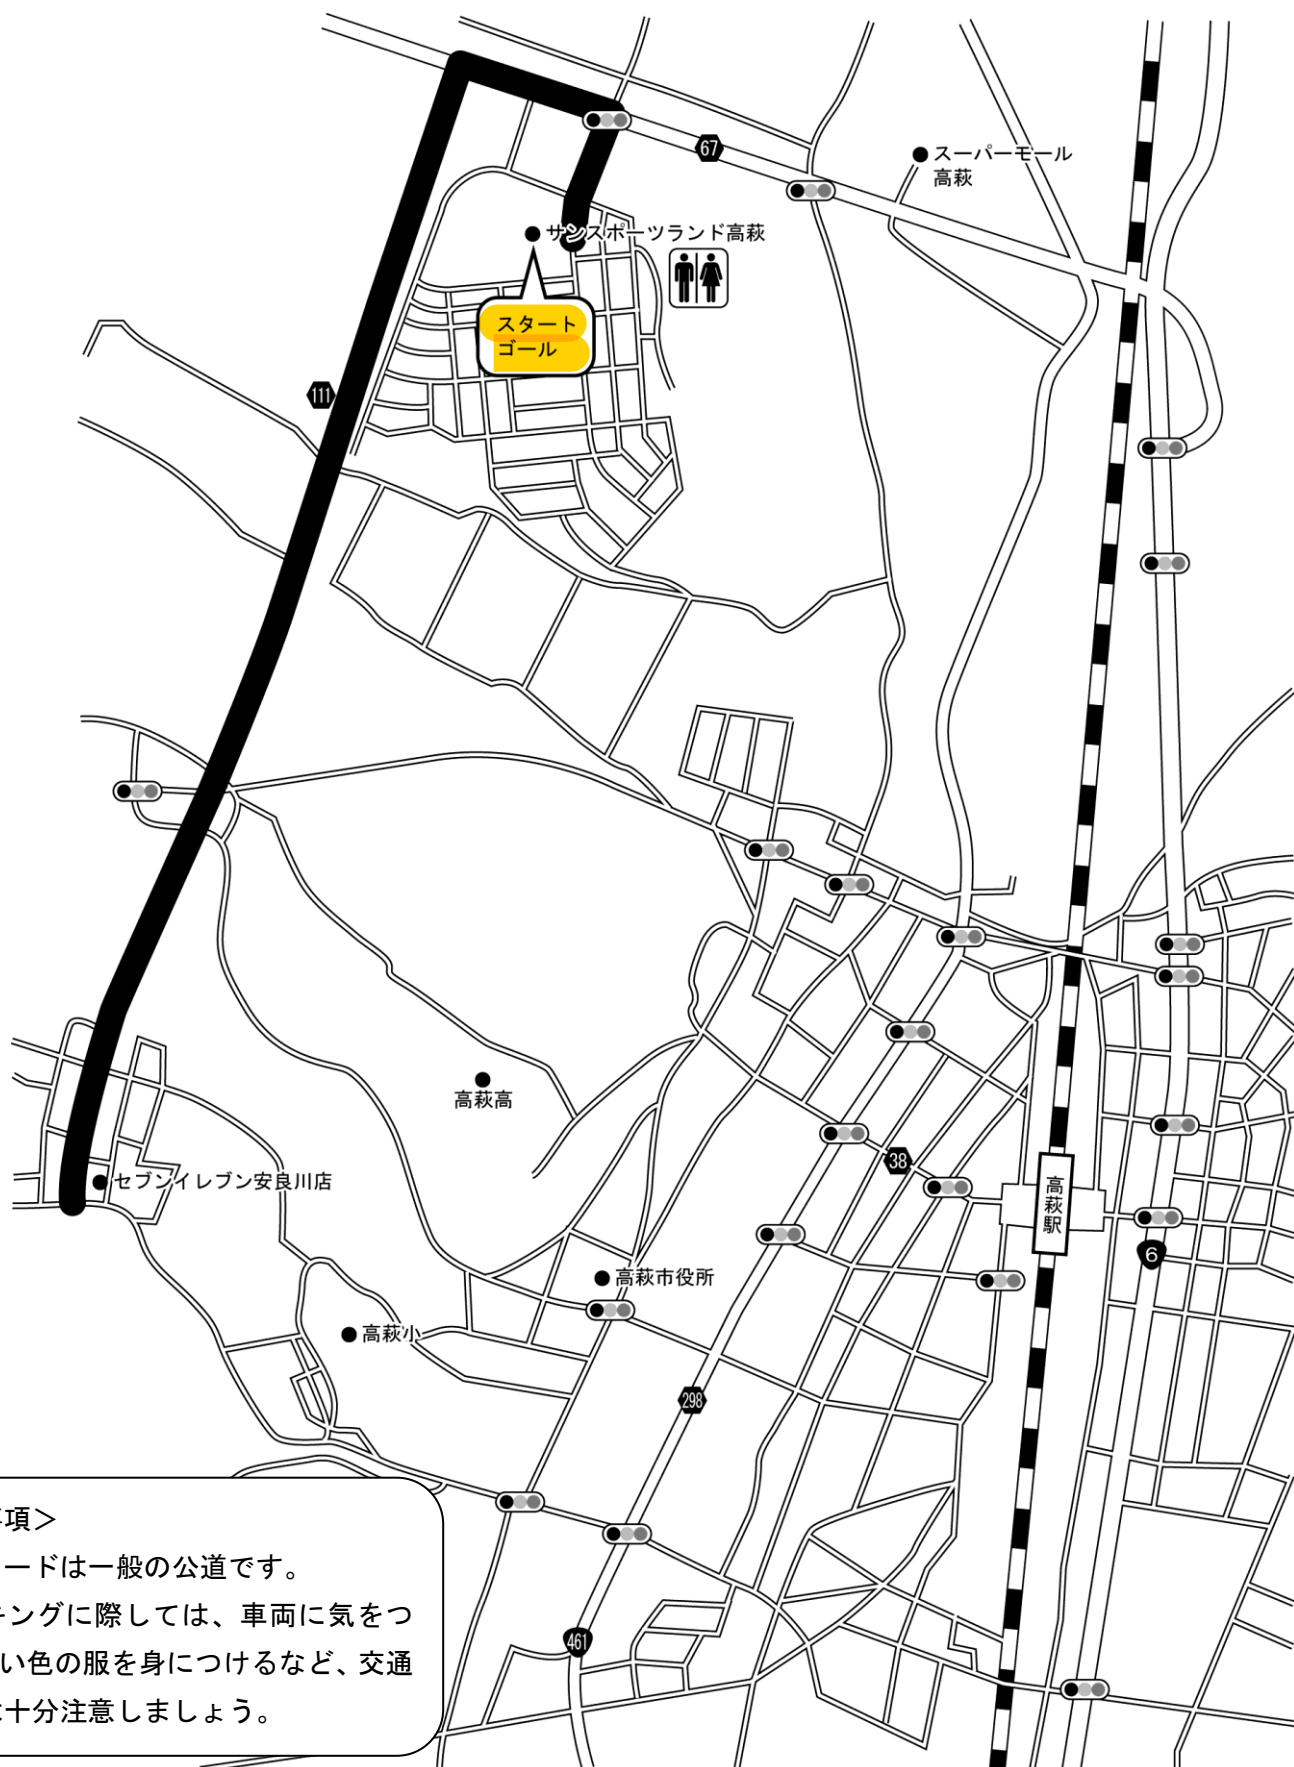 67
スーパーモール
高萩
サンスポーツランド高萩
スタート
ゴール
111
高萩高
セブンイレブン安良川店
38
高萩駅
6
高萩市役所
高萩小
298
項＞
ードは一般の公道です。
キングに際しては、車両に気をつ
い色の服を身につけるなど、交通
は十分注意しましょう。
461